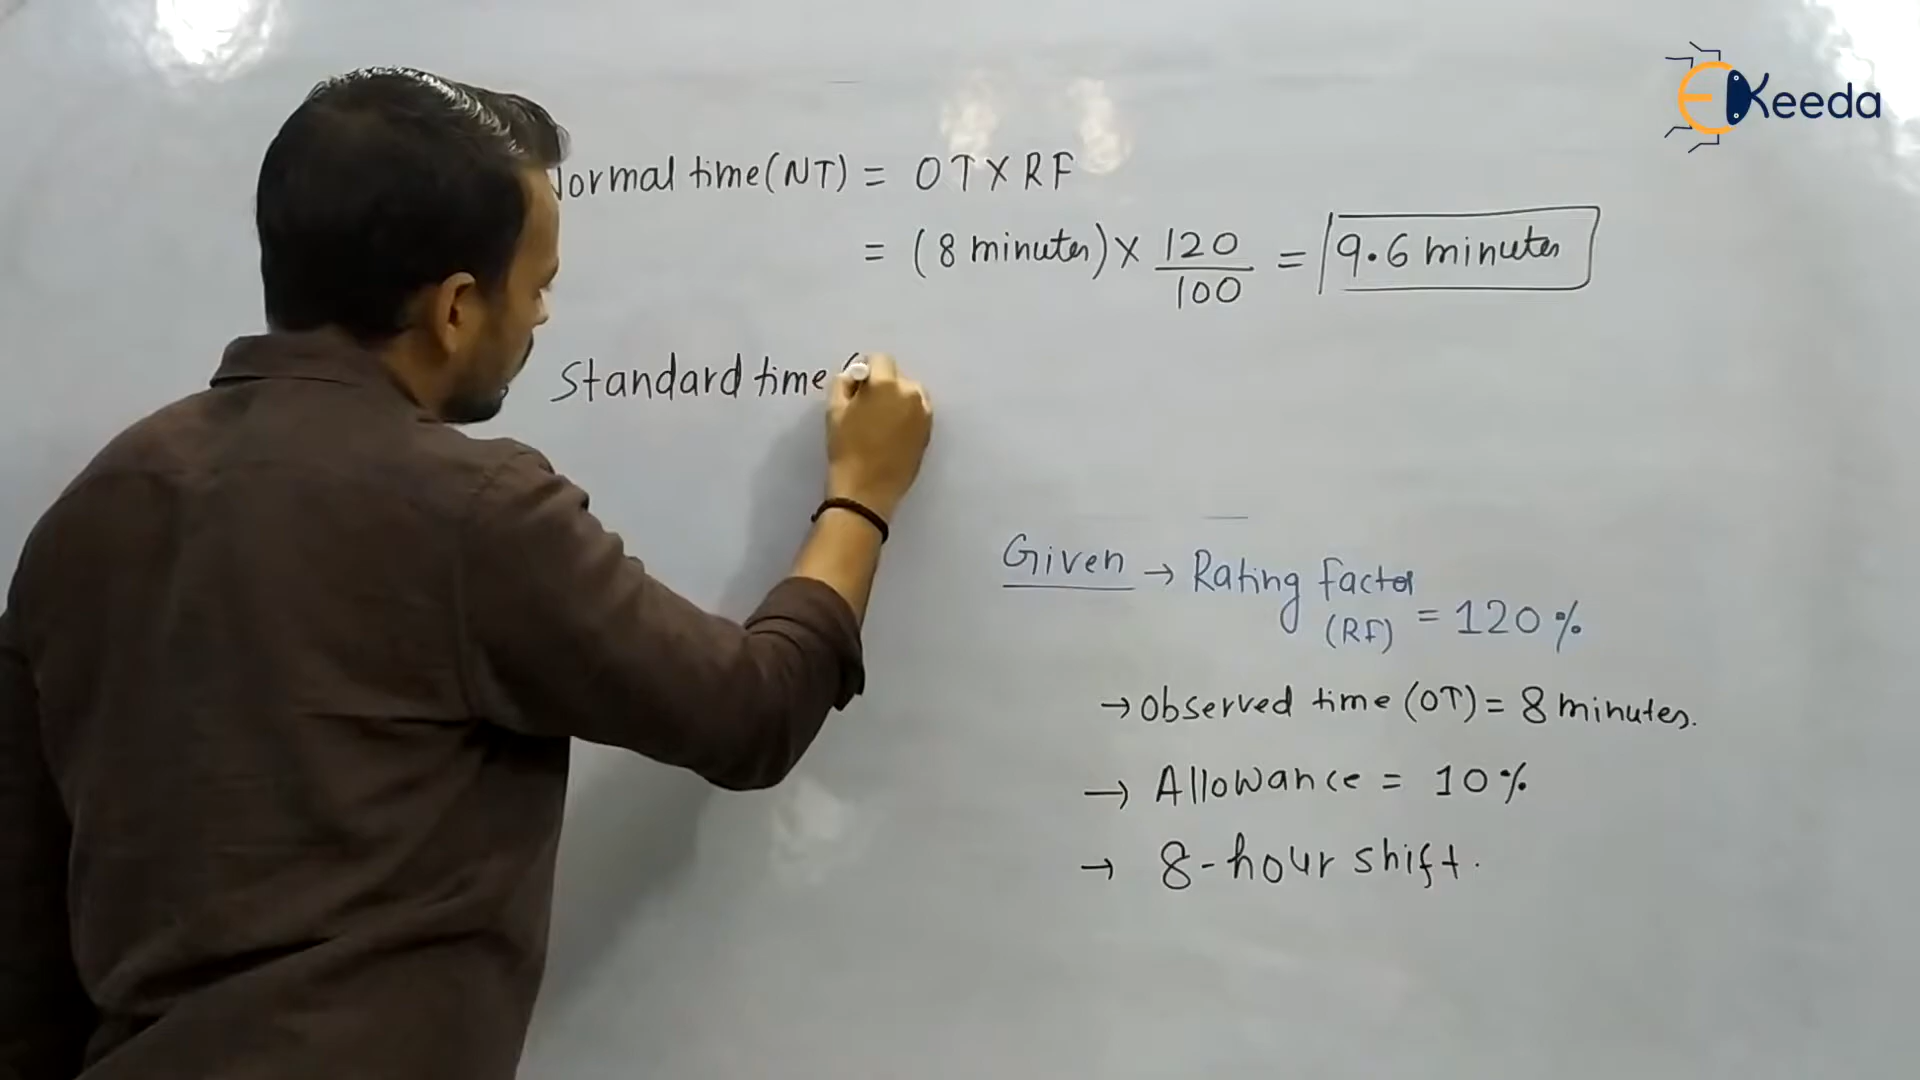 EKeeda
Normal time (NT) = OT X RF
= (8 minutes) X 120/100 = 9.6 minutes
Standard time (
Given → Rating factor
(RF) = 120%
→ Observed time (OT) = 8 minutes.
→ Allowance = 10%
→ 8-hour shift.